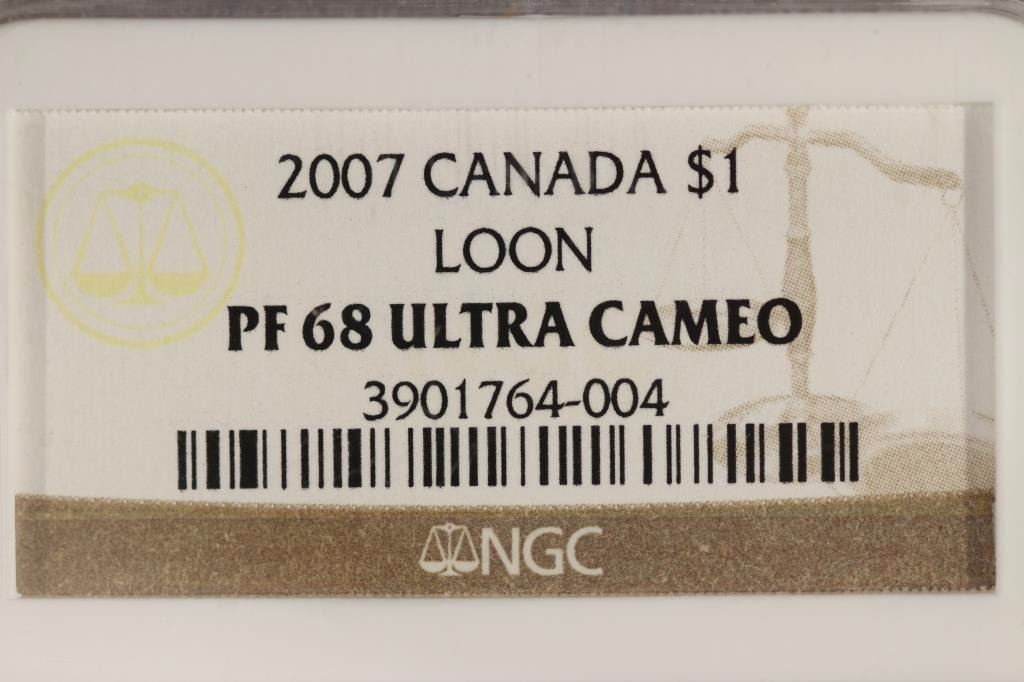 2007 CANADA $1
LOON
PF 68 ULTRA CAMEO
3901764-004
NGC